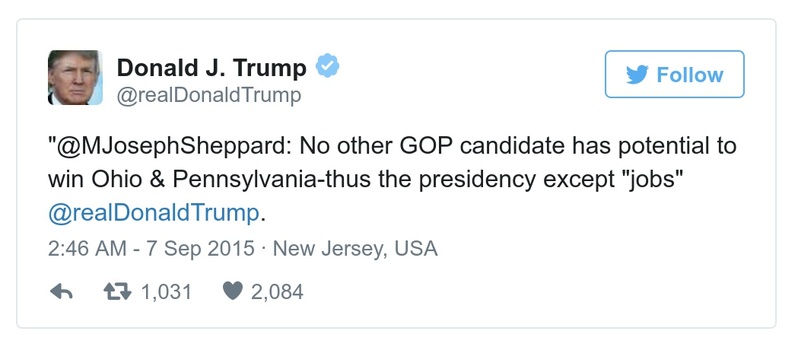 Donald J. Trump
@realDonaldTrump
Follow
"@MJosephSheppard: No other GOP candidate has potential to
win Ohio & Pennsylvania-thus the presidency except "jobs"
@realDonaldTrump.
2:46 AM - 7 Sep 2015 · New Jersey, USA
1,031 2,084